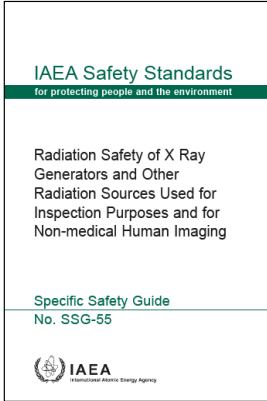 IAEA Safety Standards
for protecting people and the environment
Radiation Safety of X Ray
Generators and Other
Radiation Sources Used for
Inspection Purposes and for
Non-medical Human Imaging
Specific Safety Guide
No. SSG-55
IAEA
International Atomic Energy Agency